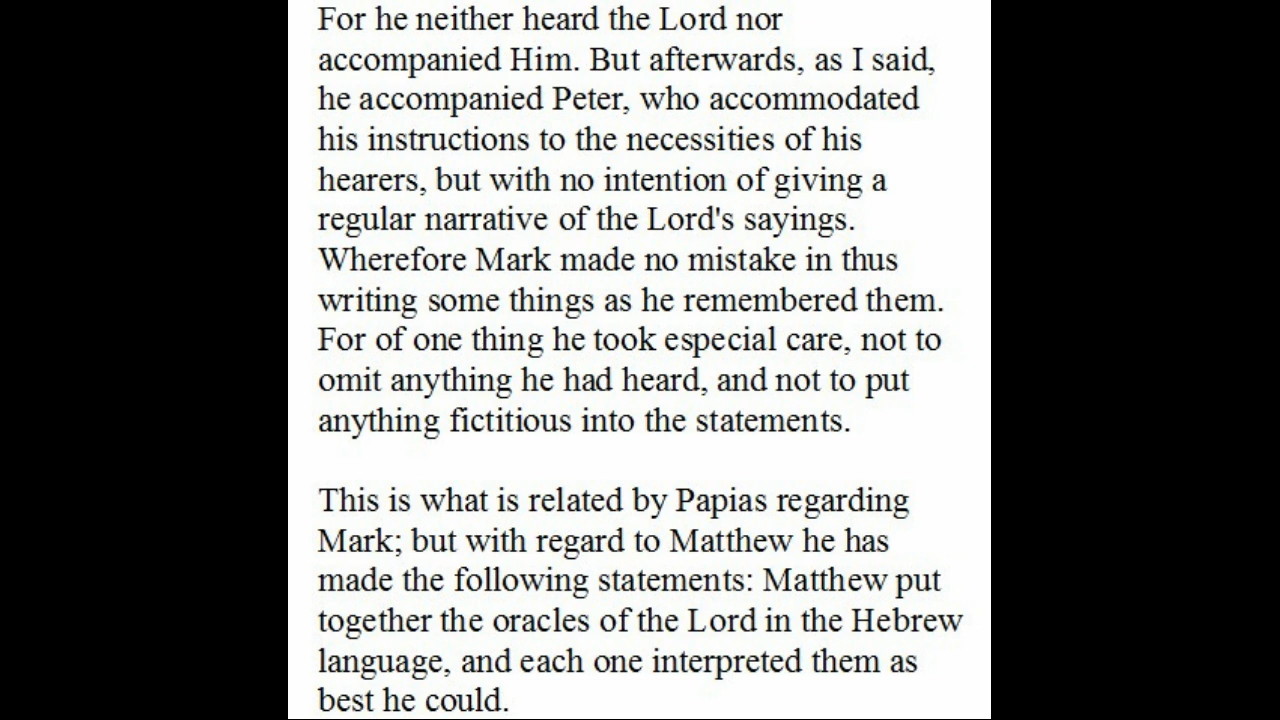 For he neither heard the Lord nor
accompanied Him. But afterwards, as I said,
he accompanied Peter, who accommodated
his instructions to the necessities of his
hearers, but with no intention of giving a
regular narrative of the Lord's sayings.
Wherefore Mark made no mistake in thus
writing some things as he remembered them.
For of one thing he took especial care, not to
omit anything he had heard, and not to put
anything fictitious into the statements.
This is what is related by Papias regarding
Mark; but with regard to Matthew he has
made the following statements: Matthew put
together the oracles of the Lord in the Hebrew
language, and each one interpreted them as
best he could.